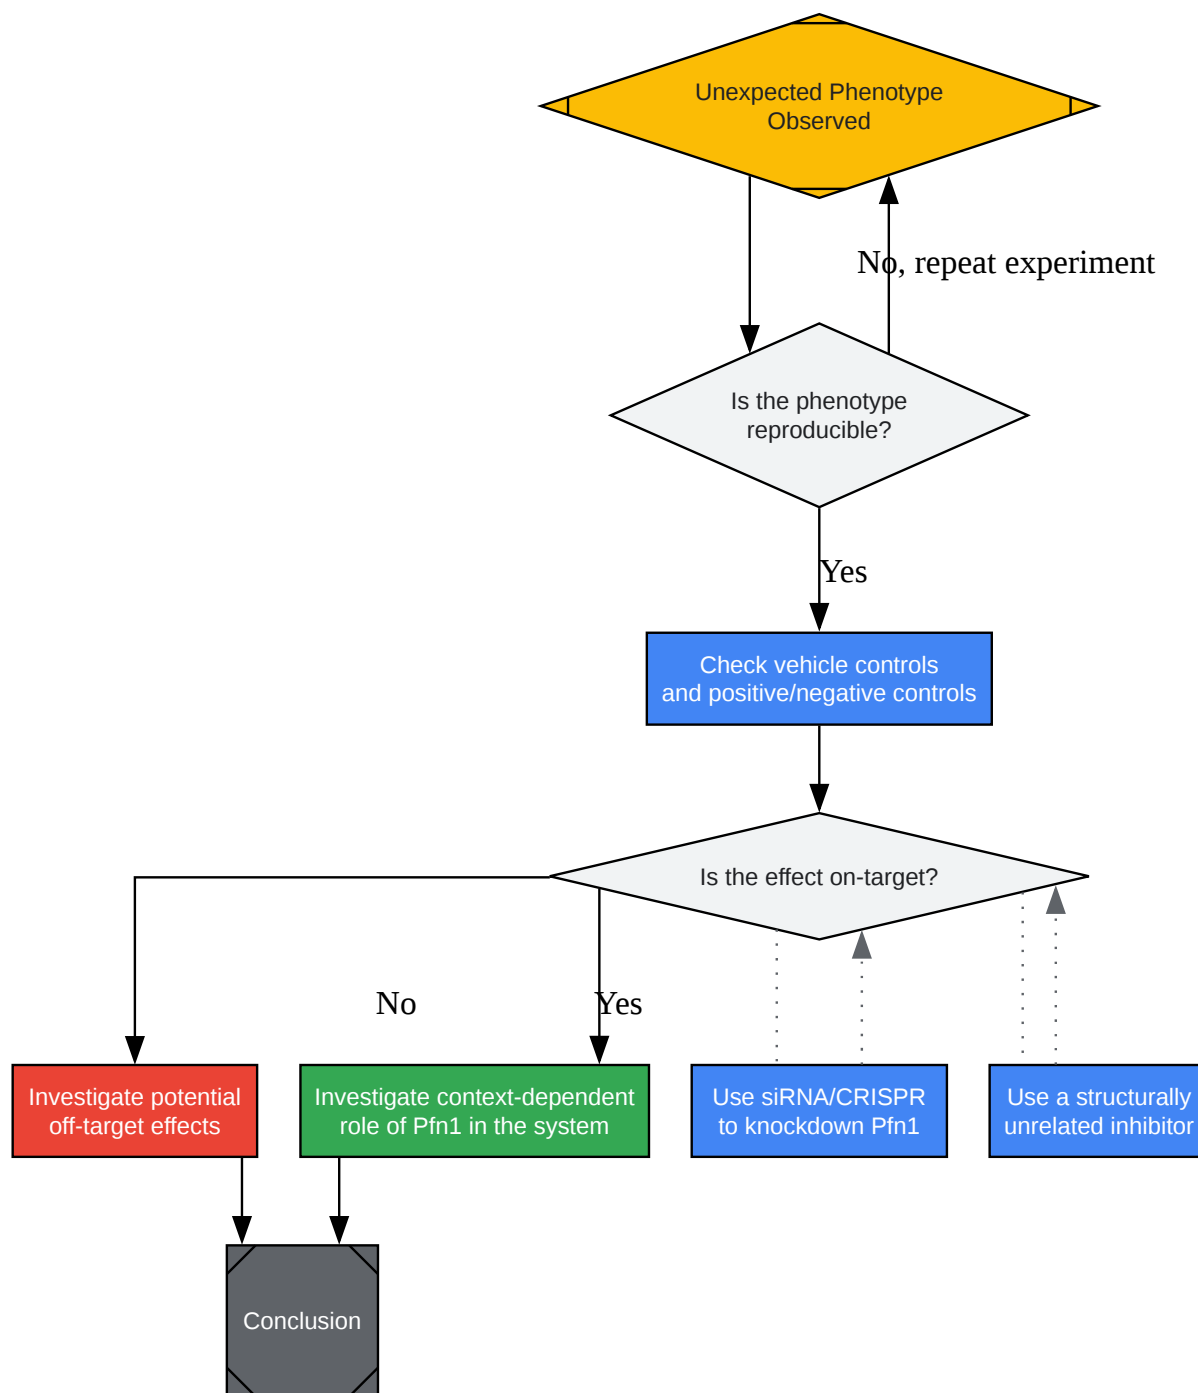 Unexpected Phenotype
Observed
No, repeat experiment
Is the phenotype
reproducible?
Yes
Check vehicle controls
and positive/negative controls
Is the effect on-target?
No
Yes
Investigate potential
off-target effects
Investigate context-dependent
role of Pfn1 in the system
Use siRNA/CRISPR
to knockdown Pfn1
Use a structurally
unrelated inhibitor
Conclusion